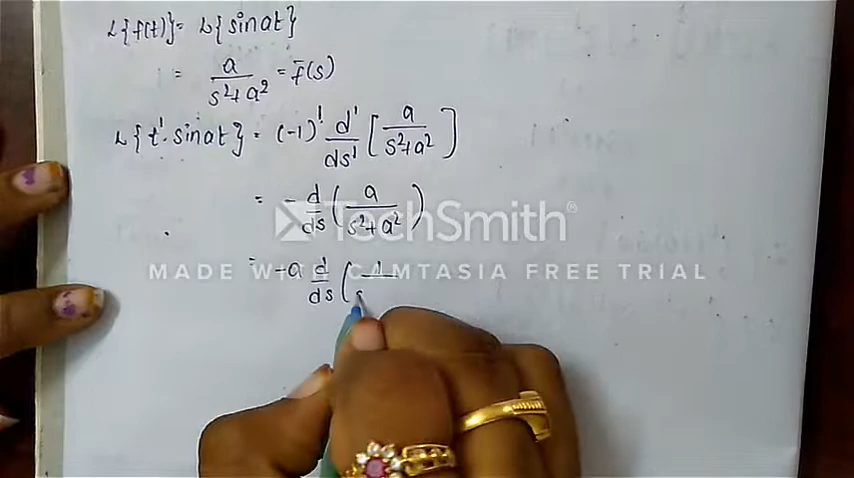 L{f(t)} = L{sinat}
= a/(s²+a²) = f̄(s)
L{t¹·sinat} = (-1)¹ d¹/ds¹ [a/(s²+a²)]
= -d/ds (a/(s²+a²))
TechSmith®
= -a d/ds (1/s
MADE WITH CAMTASIA FREE TRIAL